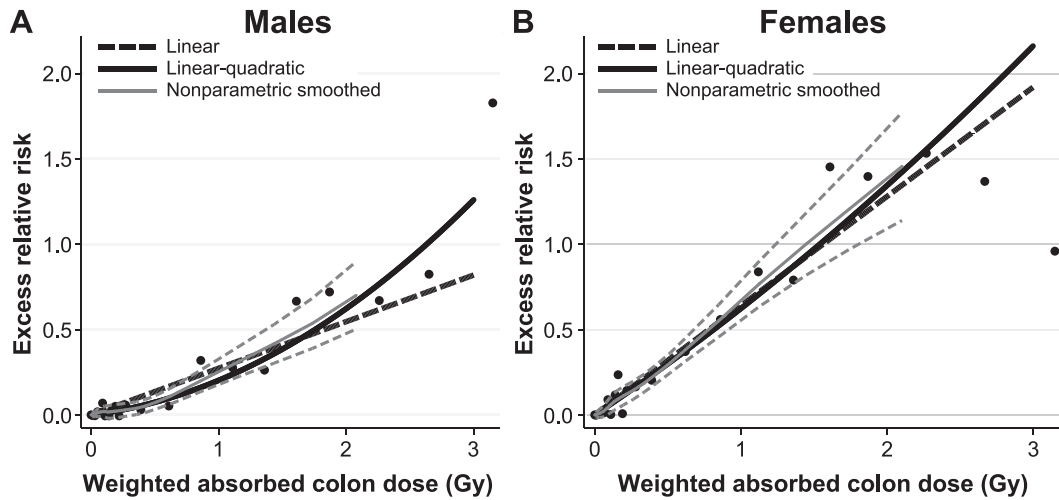 A
Males
Linear
Linear-quadratic
Nonparametric smoothed
Excess relative risk
2.0
1.5
1.0
0.5
0.0
0 1 2 3
Weighted absorbed colon dose (Gy)
B
Females
Linear
Linear-quadratic
Nonparametric smoothed
Excess relative risk
2.0
1.5
1.0
0.5
0.0
0 1 2 3
Weighted absorbed colon dose (Gy)